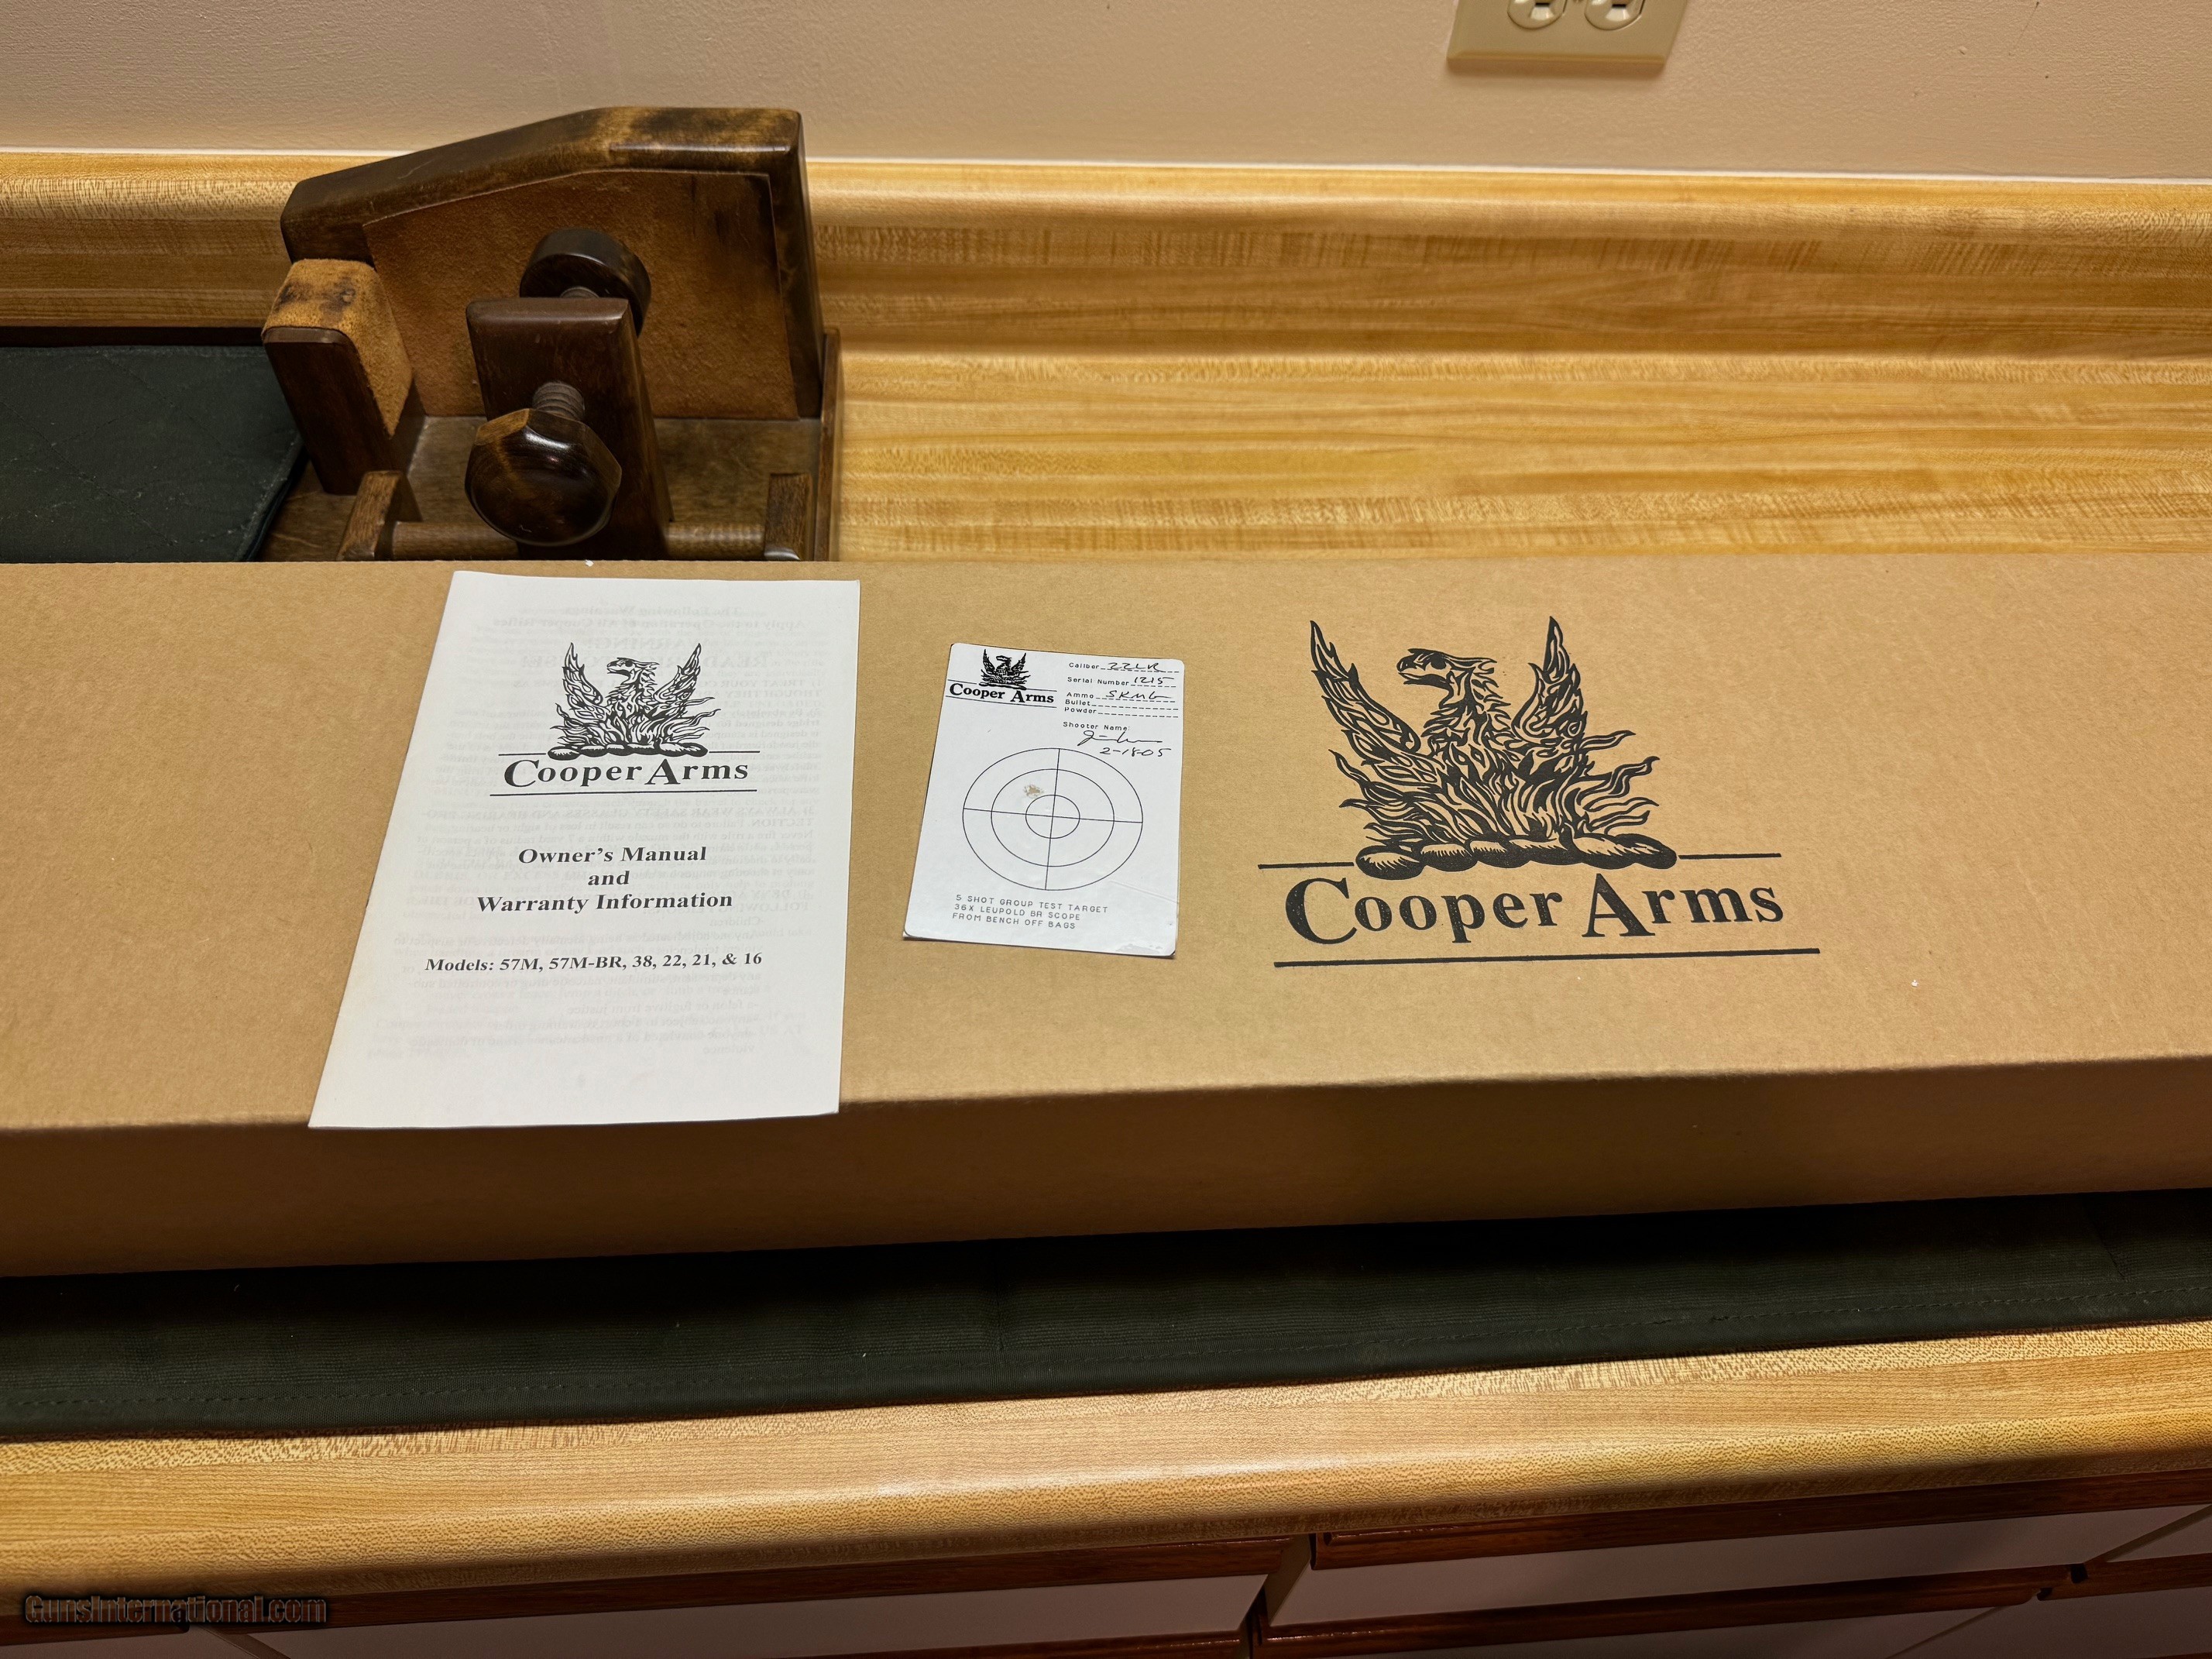 Cooper Arms
Owner's Manual
and
Warranty Information
Models: 57M, 57M-BR, 38, 22, 21, & 16
Cooper Arms
Caliber 22LR
Serial Number 1215
Ammo
Bullet
Powder
Shooter Name:
2-18-05
5 SHOT GROUP TEST TARGET
36X LEUPOLD BR SCOPE
FROM BENCH OFF BAGS
Cooper Arms
GunsInternational.com